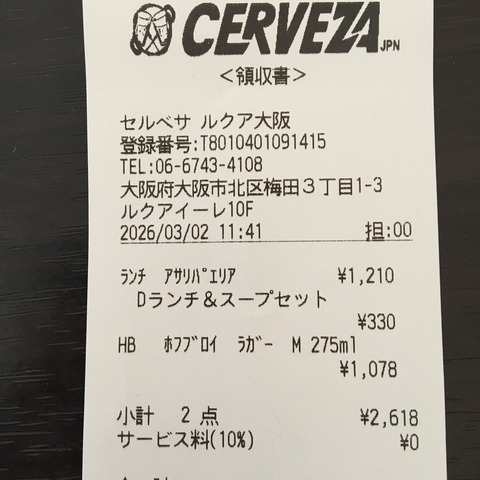 CERVEZA JPN
<領収書>
セルベサ ルクア大阪
登録番号:T8010401091415
TEL:06-6743-4108
大阪府大阪市北区梅田３丁目1-3
ルクアイーレ10F
2026/03/02 11:41 担:00
ﾗﾝﾁ ｱｻﾘﾊﾟｴﾘｱ ¥1,210
Dランチ＆スープセット
¥330
HB ﾎﾌﾌﾞﾛｲ ﾗｶﾞｰ M 275ml
¥1,078
小計 2 点 ¥2,618
サービス料(10%) ¥0